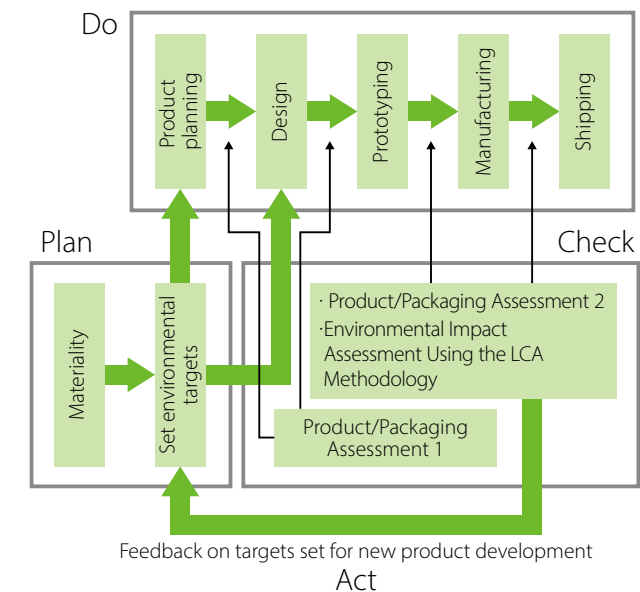 Do
Product
planning
Design
Prototyping
Manufacturing
Shipping
Plan
Check
Materiality
Set environmental
targets
· Product/Packaging Assessment 2
·Environmental Impact
Assessment Using the LCA
Methodology
Product/Packaging
Assessment 1
Feedback on targets set for new product development
Act